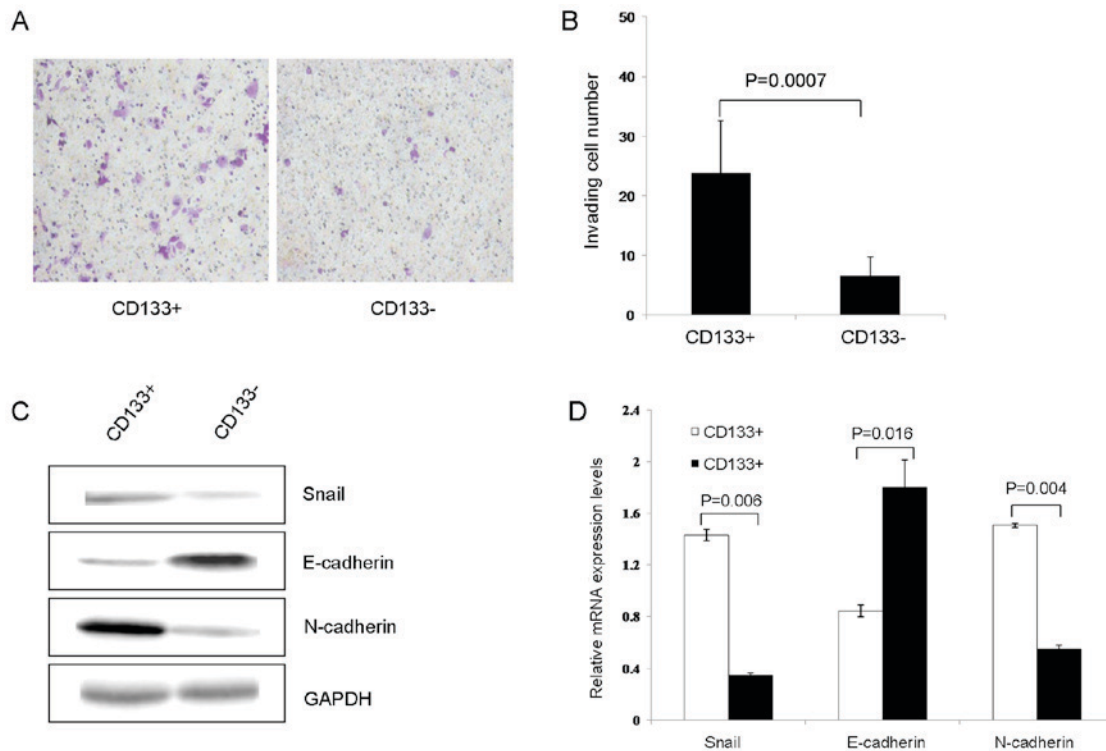 A
CD133+
CD133-
B
50
40
30
20
10
0
Invading cell number
P=0.0007
CD133+
CD133-
C
CD133+
CD133-
Snail
E-cadherin
N-cadherin
GAPDH
D
2.4
2
1.6
1.2
0.8
0.4
0
Relative mRNA expression levels
CD133+
CD133+
P=0.006
P=0.016
P=0.004
Snail
E-cadherin
N-cadherin